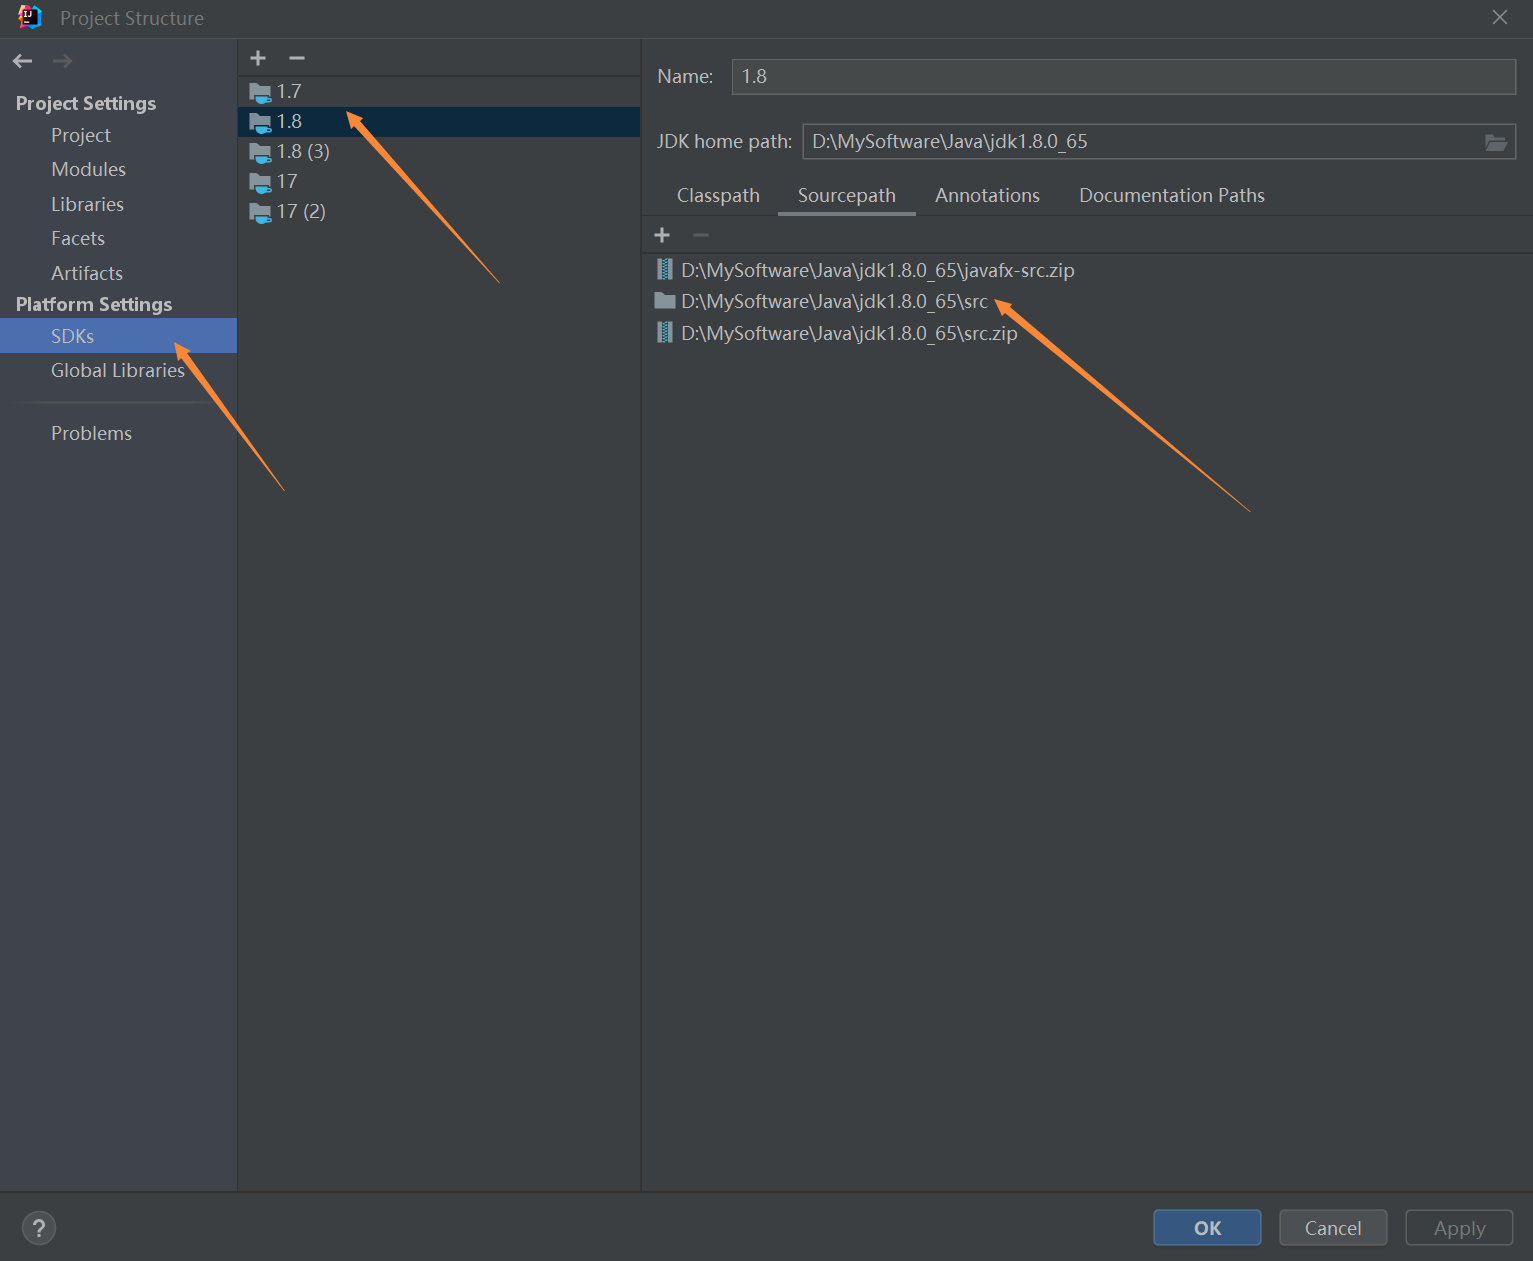 Project Structure
Project Settings
Project
Modules
Libraries
Facets
Artifacts
Platform Settings
SDKs
Global Libraries
Problems
1.7
1.8
1.8 (3)
17
17 (2)
Name: 1.8
JDK home path: D:\MySoftware\Java\jdk1.8.0_65
Classpath Sourcepath Annotations Documentation Paths
D:\MySoftware\Java\jdk1.8.0_65\javafx-src.zip
D:\MySoftware\Java\jdk1.8.0_65\src
D:\MySoftware\Java\jdk1.8.0_65\src.zip
? OK Cancel Apply